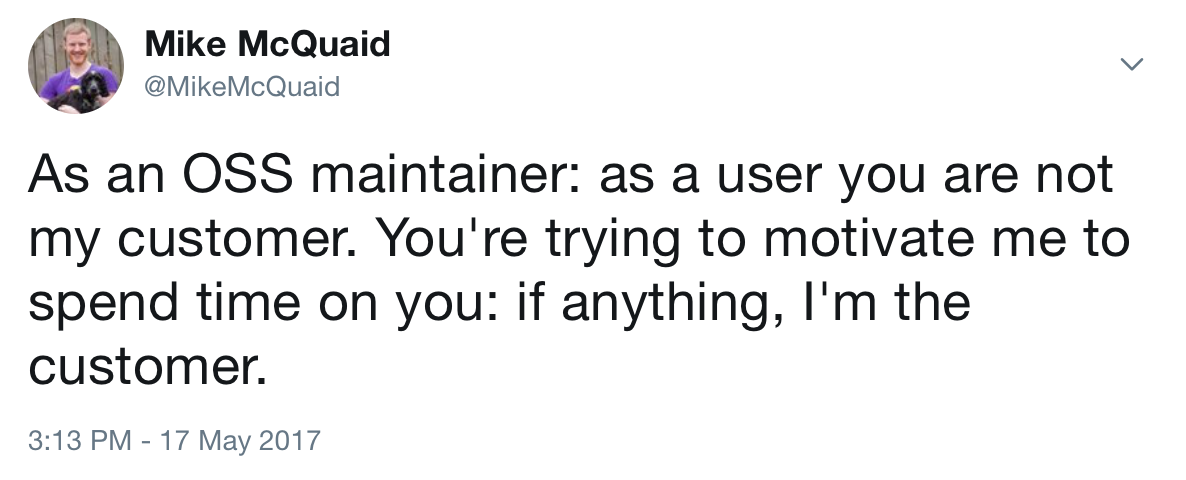 Mike McQuaid
@MikeMcQuaid
As an OSS maintainer: as a user you are not
my customer. You're trying to motivate me to
spend time on you: if anything, I'm the
customer.
3:13 PM - 17 May 2017